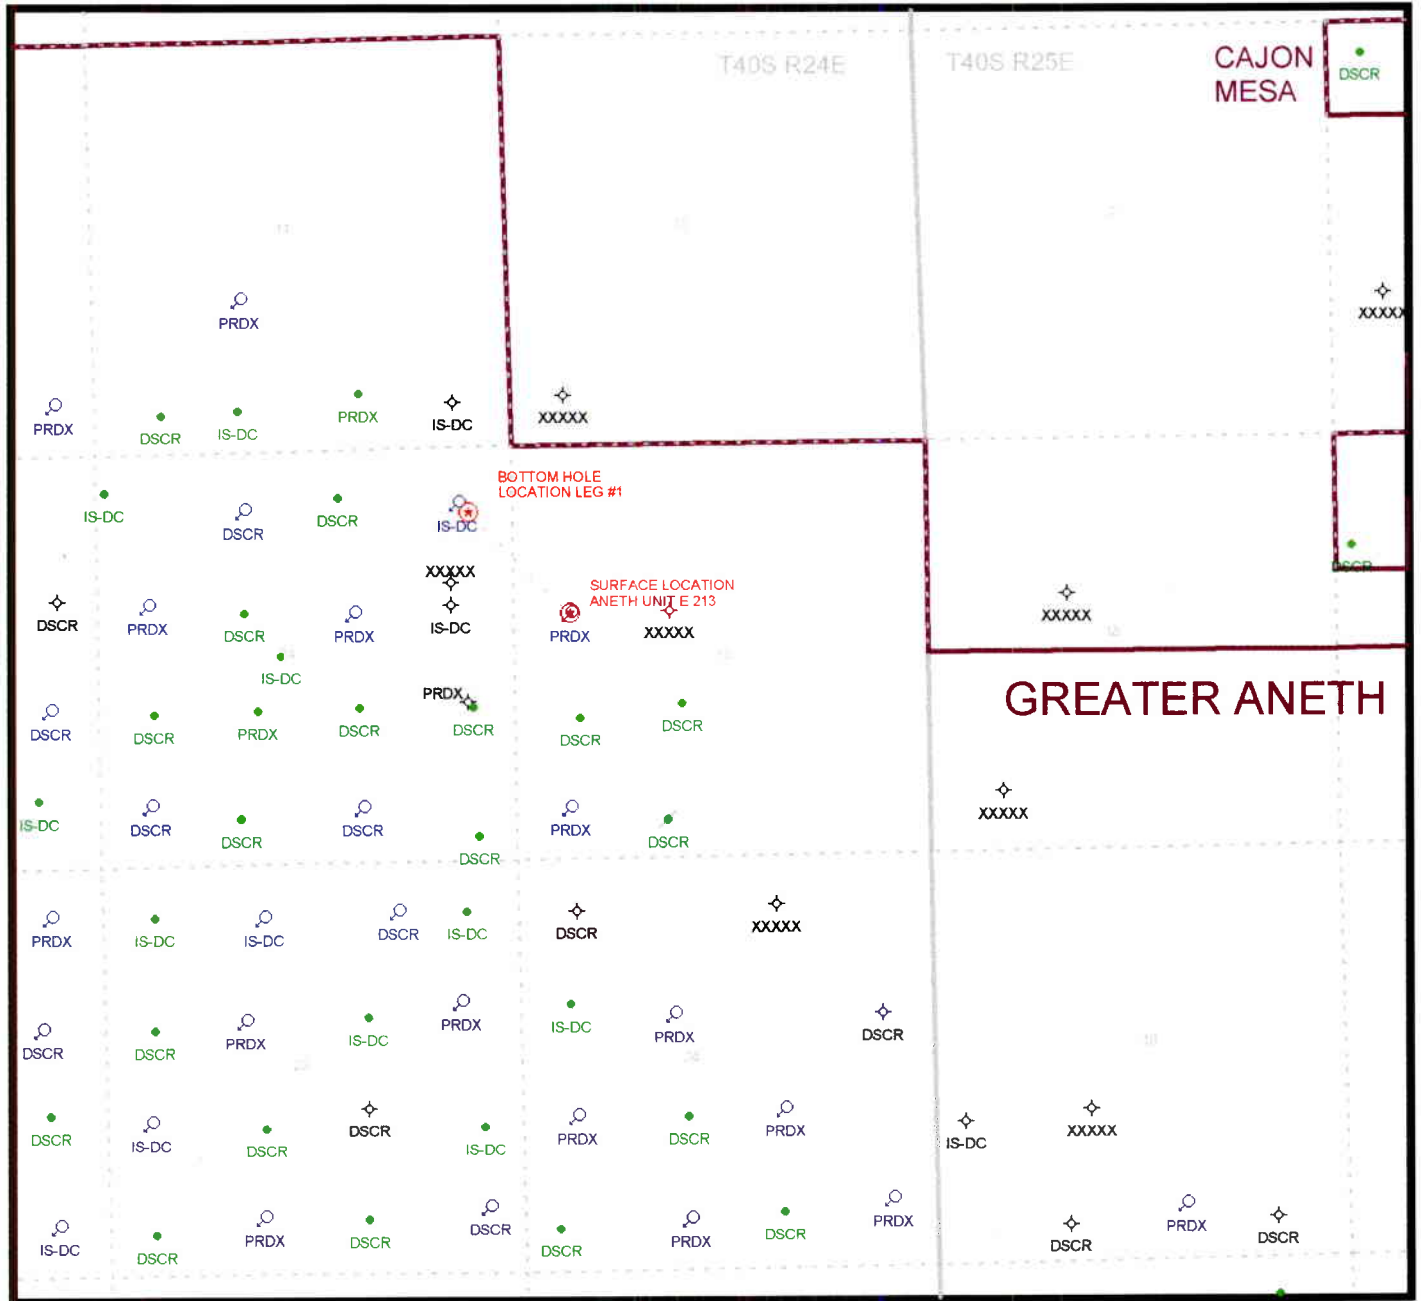 T40S R24E
T40S R25E
CAJON
MESA
DSCR
XXXXX
PRDX
PRDX
DSCR
IS-DC
PRDX
IS-DC
XXXXX
BOTTOM HOLE
LOCATION LEG #1
IS-DC
DSCR
DSCR
IS-DC
DSCR
XXXXX
SURFACE LOCATION
ANETH UNIT E 213
DSCR
PRDX
DSCR
PRDX
IS-DC
PRDX
XXXXX
XXXXX
IS-DC
PRDX
GREATER ANETH
DSCR
DSCR
PRDX
DSCR
DSCR
DSCR
DSCR
XXXXX
IS-DC
DSCR
DSCR
DSCR
DSCR
PRDX
DSCR
PRDX
IS-DC
IS-DC
DSCR
IS-DC
DSCR
XXXXX
DSCR
DSCR
PRDX
IS-DC
PRDX
IS-DC
PRDX
DSCR
DSCR
IS-DC
DSCR
DSCR
IS-DC
PRDX
DSCR
PRDX
IS-DC
XXXXX
IS-DC
DSCR
PRDX
DSCR
DSCR
DSCR
PRDX
DSCR
PRDX
DSCR
PRDX
DSCR